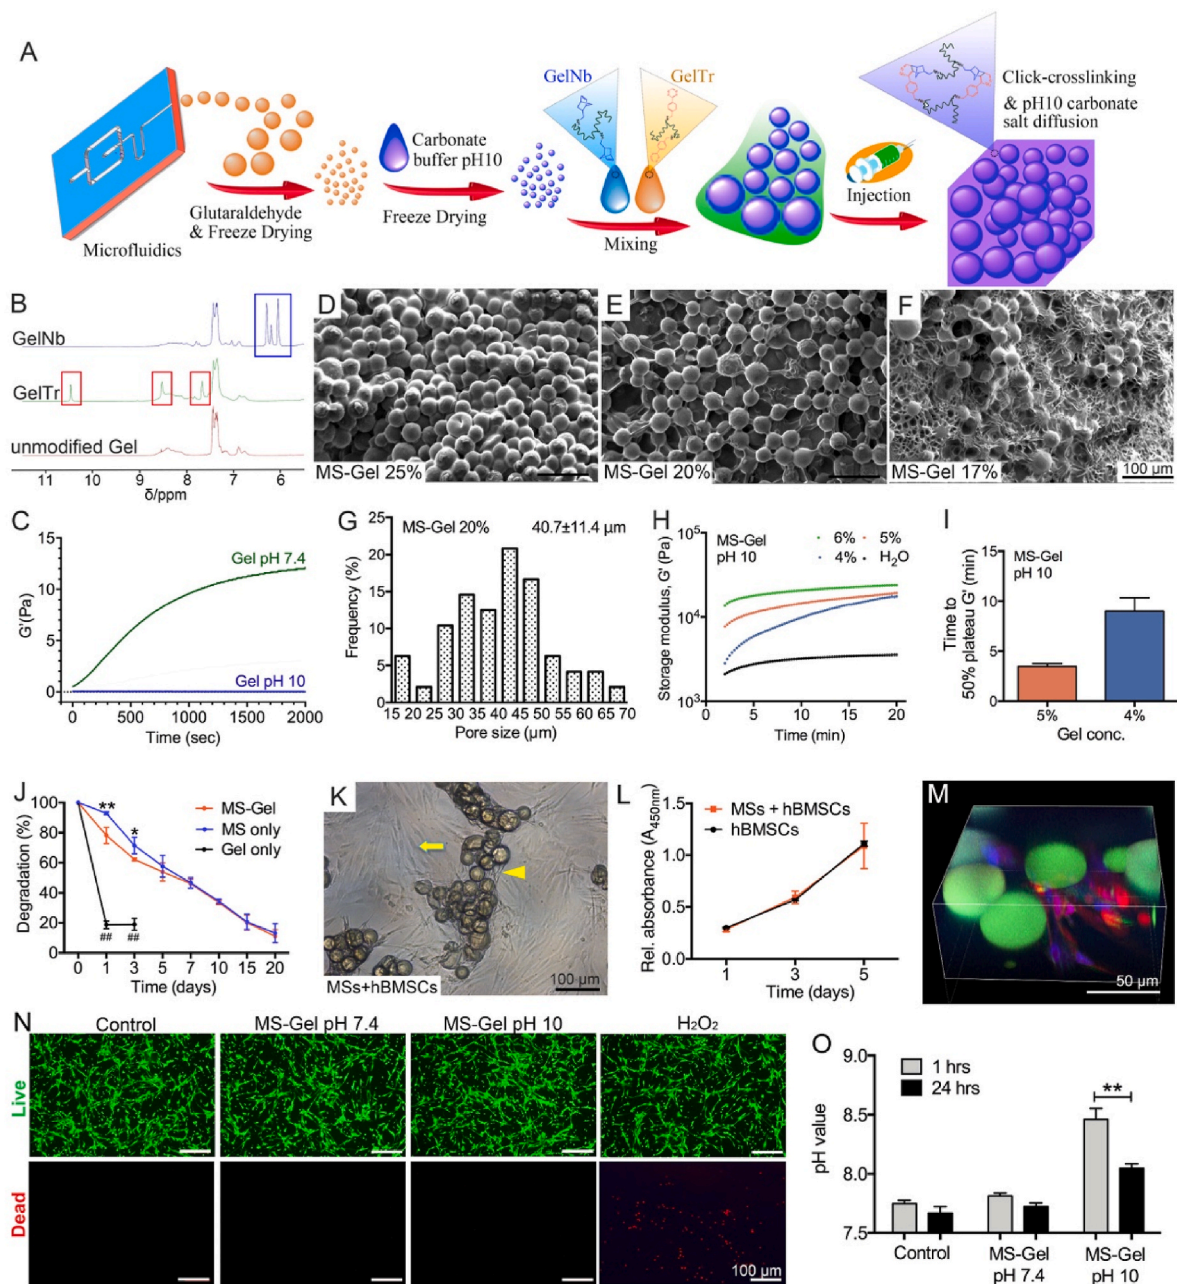 A
GelNb
GelTr
Click-crosslinking
& pH10 carbonate
salt diffusion
Carbonate
buffer pH10
Glutaraldehyde
& Freeze Drying
Freeze Drying
Mixing
Injection
Microfluidics
B
GelNb
GelTr
unmodified Gel
11 10 9 8 7 6
δ/ppm
D
MS-Gel 25%
E
MS-Gel 20%
F
MS-Gel 17%
100 µm
C
Gel pH 7.4
Gel pH 10
G'(Pa)
15
10
5
0
0 500 1000 1500 2000
Time (sec)
G
MS-Gel 20% 40.7±11.4 µm
Frequency (%)
25
20
15
10
5
0
15 20 25 30 35 40 45 50 55 60 65 70
Pore size (µm)
H
MS-Gel
pH 10
6% 5%
4% H₂O
Storage modulus, G' (Pa)
10⁵
10⁴
10³
0 5 10 15 20
Time (min)
I
MS-Gel
pH 10
Time to
50% plateau G' (min)
15
10
5
0
5% 4%
Gel conc.
J
MS-Gel
MS only
Gel only
** *
## ##
Degradation (%)
100
80
60
40
20
0
0 1 3 5 7 10 15 20
Time (days)
K
MSs+hBMSCs
100 µm
L
MSs + hBMSCs
hBMSCs
Rel. absorbance (A450nm)
1.5
1.0
0.5
0.0
1 3 5
Time (days)
M
50 µm
N
Control MS-Gel pH 7.4 MS-Gel pH 10 H₂O₂
Live
Dead
100 µm
O
1 hrs
24 hrs
**
pH value
9.0
8.5
8.0
7.5
Control MS-Gel pH 7.4 MS-Gel pH 10